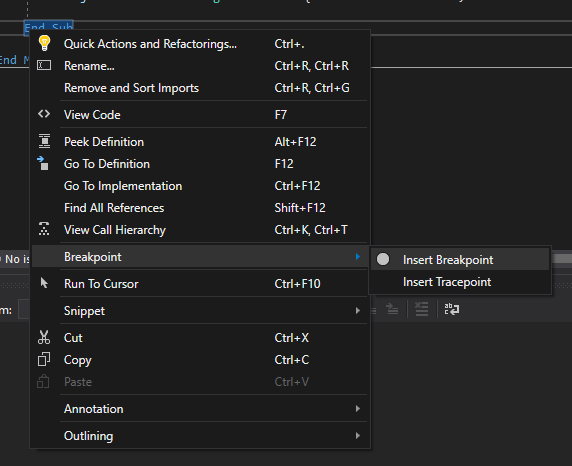 End Sub
Quick Actions and Refactorings... Ctrl+.
Rename... Ctrl+R, Ctrl+R
End M
Remove and Sort Imports Ctrl+R, Ctrl+G
View Code F7
Peek Definition Alt+F12
Go To Definition F12
Go To Implementation Ctrl+F12
Find All References Shift+F12
View Call Hierarchy Ctrl+K, Ctrl+T
No is
Breakpoint
Insert Breakpoint
Insert Tracepoint
Run To Cursor Ctrl+F10
m:
Snippet
Cut Ctrl+X
Copy Ctrl+C
Paste Ctrl+V
Annotation
Outlining